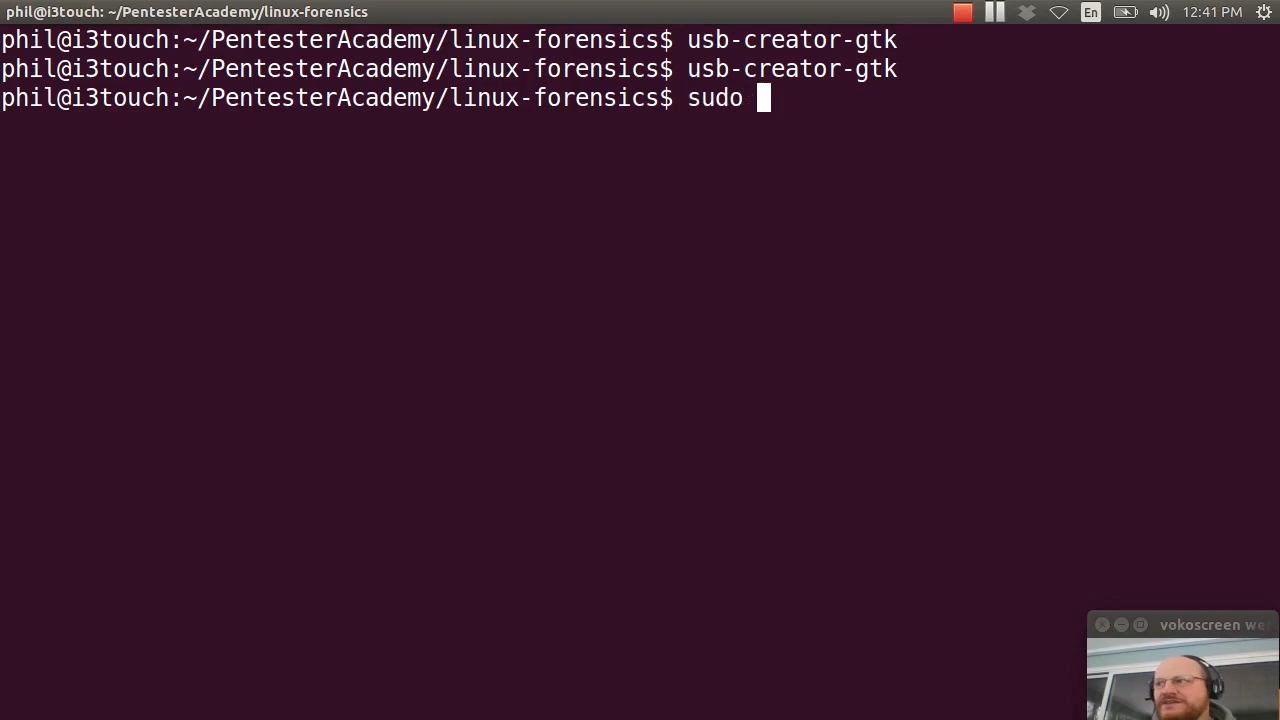 phil@i3touch: ~/PentesterAcademy/linux-forensics
En
12:41 PM
phil@i3touch:~/PentesterAcademy/linux-forensics$ usb-creator-gtk
phil@i3touch:~/PentesterAcademy/linux-forensics$ usb-creator-gtk
phil@i3touch:~/PentesterAcademy/linux-forensics$ sudo
vokoscreen we